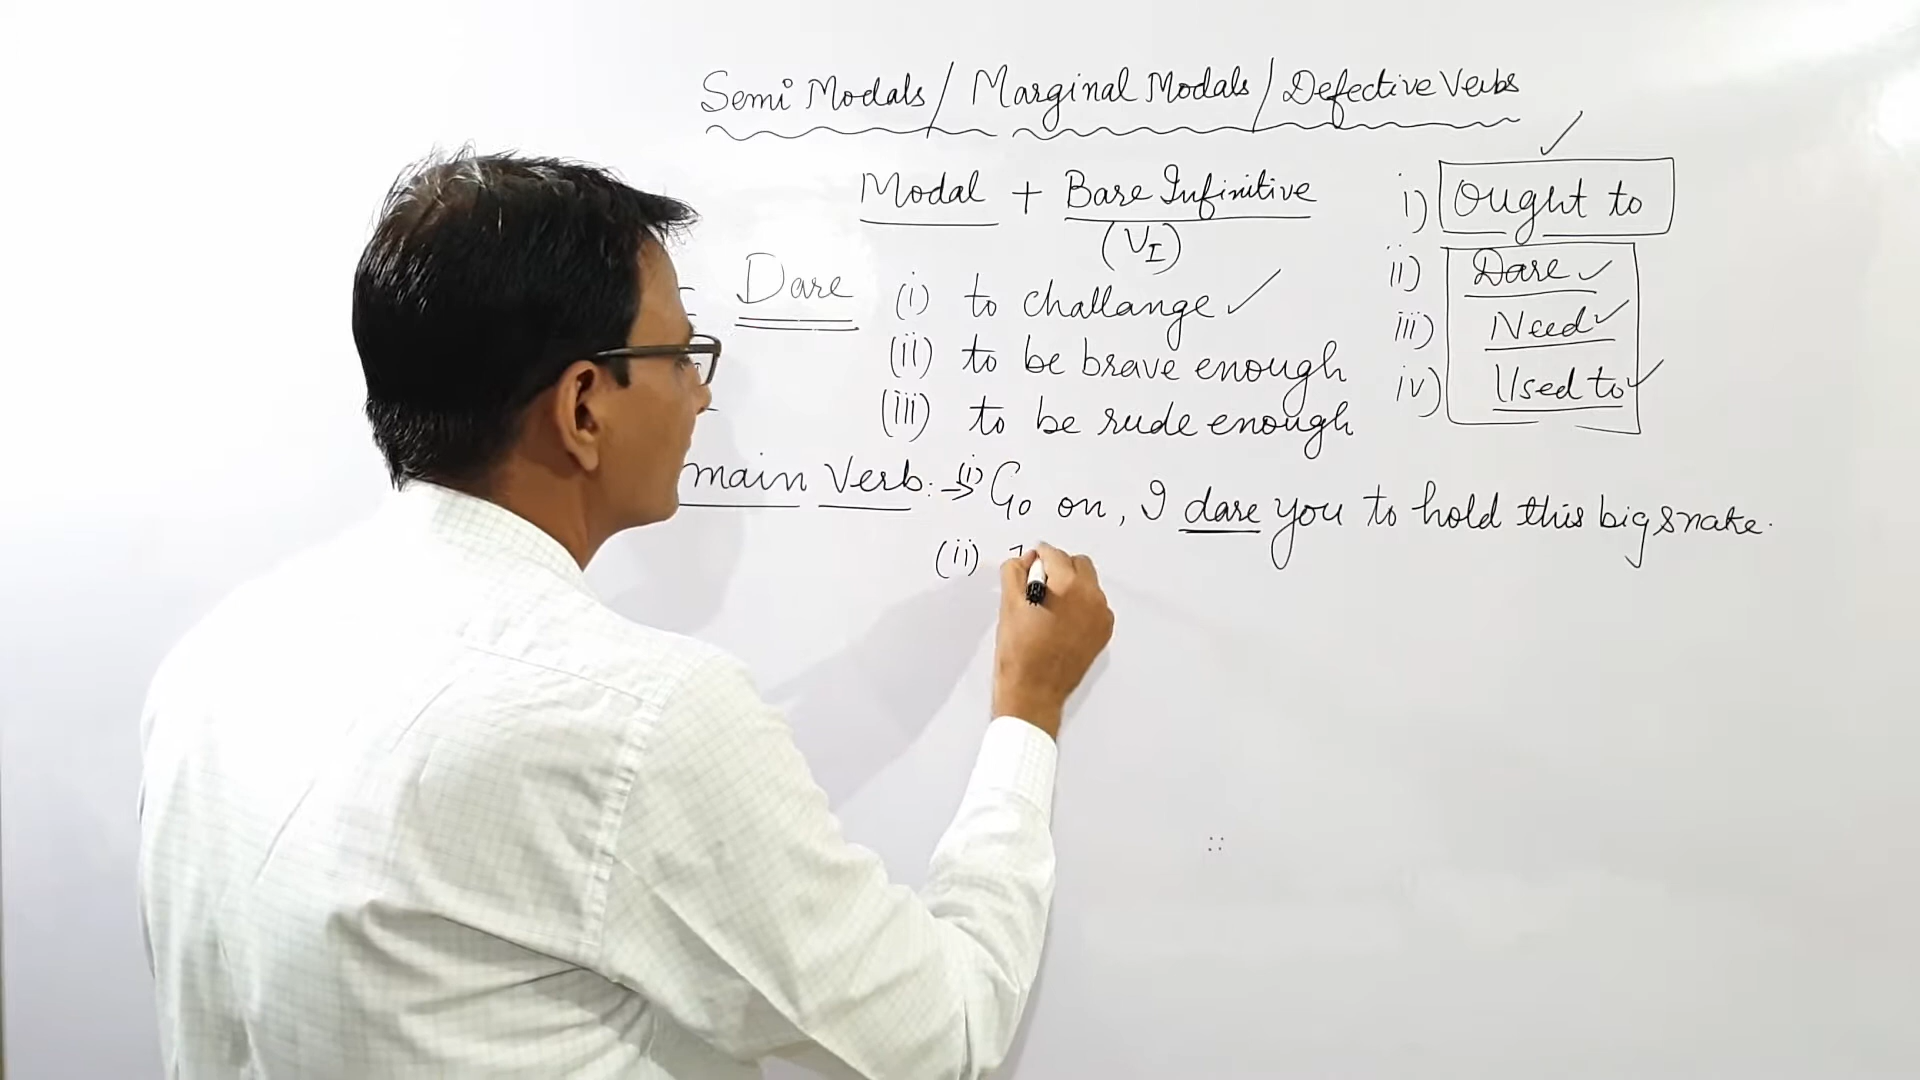 Semi Modals / Marginal Modals / Defective Verbs
Modal + Bare Infinitive
(V I)
i) Ought to
ii) Dare ✓
iii) Need ✓
iv) Used to ✓
Dare (i) to challange ✓
(ii) to be brave enough
(iii) to be rude enough
main Verb: → (i) Go on, I dare you to hold this big snake.
(ii)